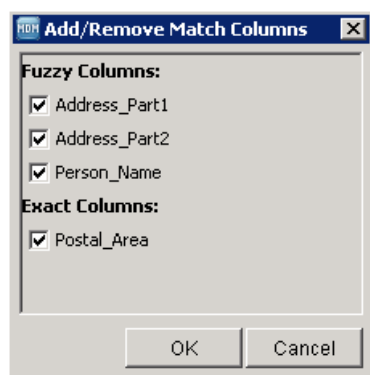 MDM Add/Remove Match Columns
Fuzzy Columns:
Address_Part1
Address_Part2
Person_Name
Exact Columns:
Postal_Area
OK Cancel